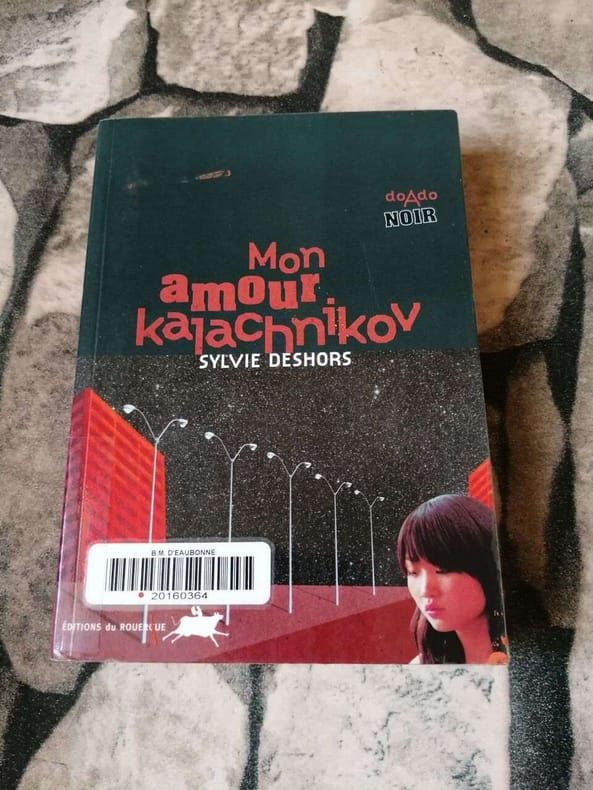 doAdo
NOIR
Mon
amour
kalachnikov
SYLVIE DESHORS
B.M. D'EAUBONNE
20160364
ÉDITIONS du ROUERGUE